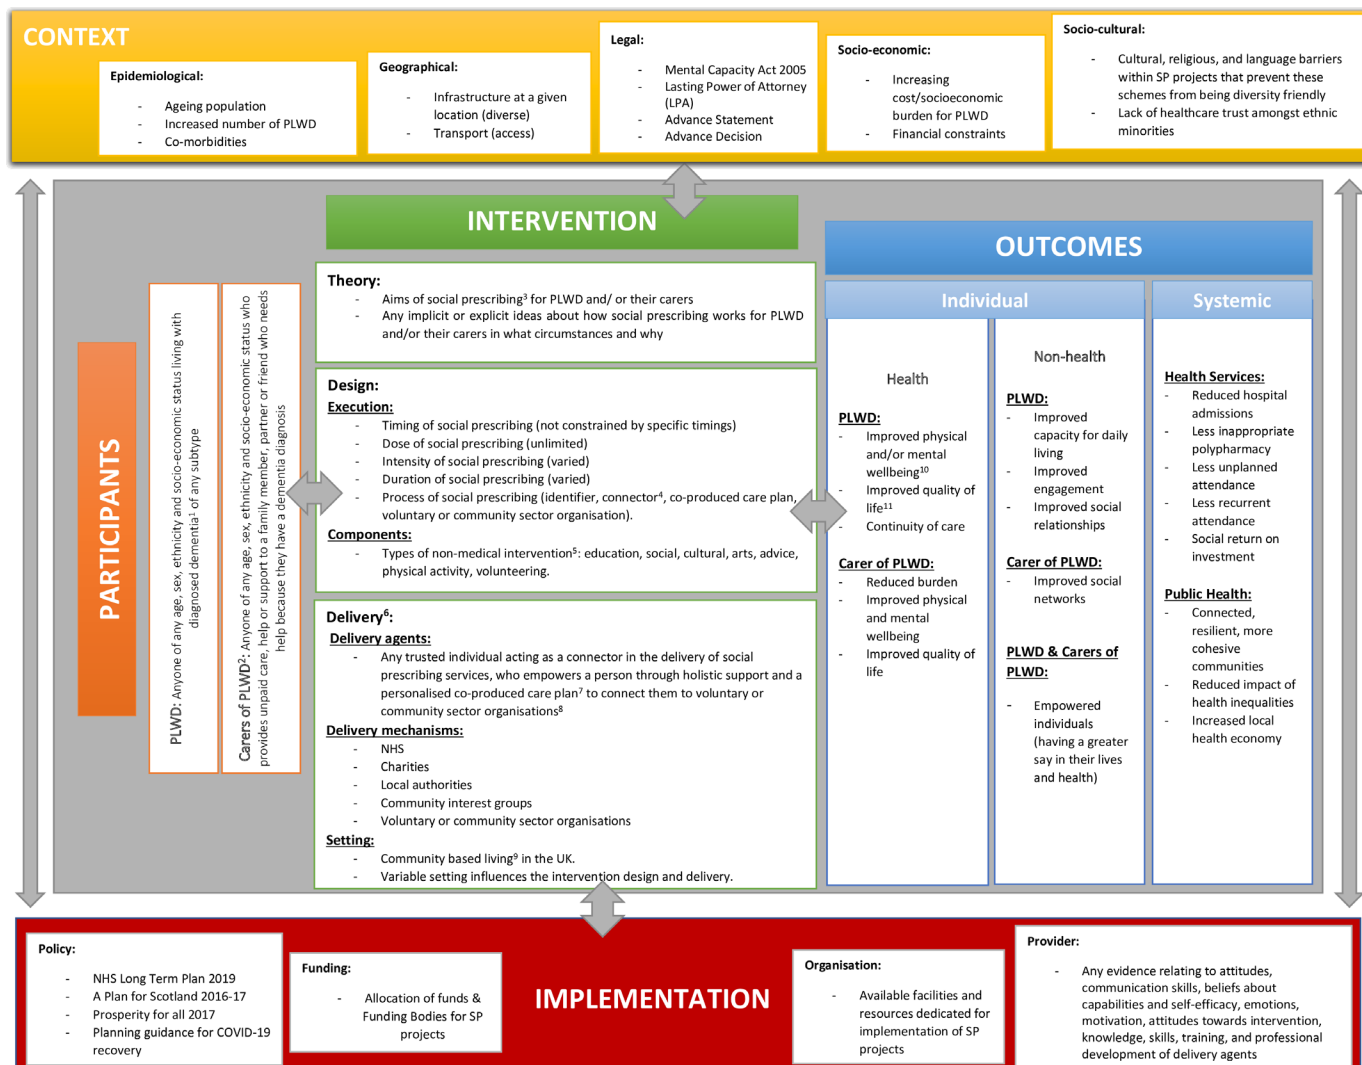 CONTEXT
Epidemiological:
- Ageing population
- Increased number of PLWD
- Co-morbidities
Geographical:
- Infrastructure at a given
location (diverse)
- Transport (access)
Legal:
- Mental Capacity Act 2005
- Lasting Power of Attorney
(LPA)
- Advance Statement
- Advance Decision
Socio-economic:
- Increasing
cost/socioeconomic
burden for PLWD
- Financial constraints
Socio-cultural:
- Cultural, religious, and language barriers
within SP projects that prevent these
schemes from being diversity friendly
- Lack of healthcare trust amongst ethnic
minorities
PARTICIPANTS
PLWD: Anyone of any age, sex, ethnicity and socio-economic status living with
diagnosed dementia¹ of any subtype
Carers of PLWD²: Anyone of any age, sex, ethnicity and socio-economic status who
provides unpaid care, help or support to a family member, partner or friend who needs
help because they have a dementia diagnosis
INTERVENTION
Theory:
- Aims of social prescribing³ for PLWD and/ or their carers
- Any implicit or explicit ideas about how social prescribing works for PLWD
and/or their carers in what circumstances and why
Design:
Execution:
- Timing of social prescribing (not constrained by specific timings)
- Dose of social prescribing (unlimited)
- Intensity of social prescribing (varied)
- Duration of social prescribing (varied)
- Process of social prescribing (identifier, connector⁴, co-produced care plan,
voluntary or community sector organisation).
Components:
- Types of non-medical intervention⁵: education, social, cultural, arts, advice,
physical activity, volunteering.
Delivery⁶:
Delivery agents:
- Any trusted individual acting as a connector in the delivery of social
prescribing services, who empowers a person through holistic support and a
personalised co-produced care plan⁷ to connect them to voluntary or
community sector organisations⁸
Delivery mechanisms:
- NHS
- Charities
- Local authorities
- Community interest groups
- Voluntary or community sector organisations
Setting:
- Community based living⁹ in the UK.
- Variable setting influences the intervention design and delivery.
OUTCOMES
Individual
Health
PLWD:
- Improved physical
and/or mental
wellbeing¹⁰
- Improved quality of
life¹¹
- Continuity of care
Carer of PLWD:
- Reduced burden
- Improved physical
and mental
wellbeing
- Improved quality of
life
Non-health
PLWD:
- Improved
capacity for daily
living
- Improved
engagement
- Improved social
relationships
Carer of PLWD:
- Improved social
networks
PLWD & Carers of
PLWD:
- Empowered
individuals
(having a greater
say in their lives
and health)
Systemic
Health Services:
- Reduced hospital
admissions
- Less inappropriate
polypharmacy
- Less unplanned
attendance
- Less recurrent
attendance
- Social return on
investment
Public Health:
- Connected,
resilient, more
cohesive
communities
- Reduced impact of
health inequalities
- Increased local
health economy
IMPLEMENTATION
Policy:
- NHS Long Term Plan 2019
- A Plan for Scotland 2016-17
- Prosperity for all 2017
- Planning guidance for COVID-19
recovery
Funding:
- Allocation of funds &
Funding Bodies for SP
projects
Organisation:
- Available facilities and
resources dedicated for
implementation of SP
projects
Provider:
- Any evidence relating to attitudes,
communication skills, beliefs about
capabilities and self-efficacy, emotions,
motivation, attitudes towards intervention,
knowledge, skills, training, and professional
development of delivery agents